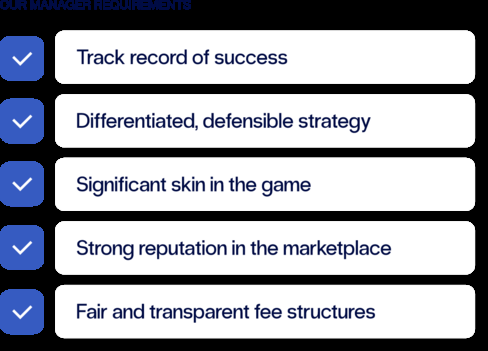 OUR MANAGER REQUIREMENTS
Track record of success
Differentiated, defensible strategy
Significant skin in the game
Strong reputation in the marketplace
Fair and transparent fee structures